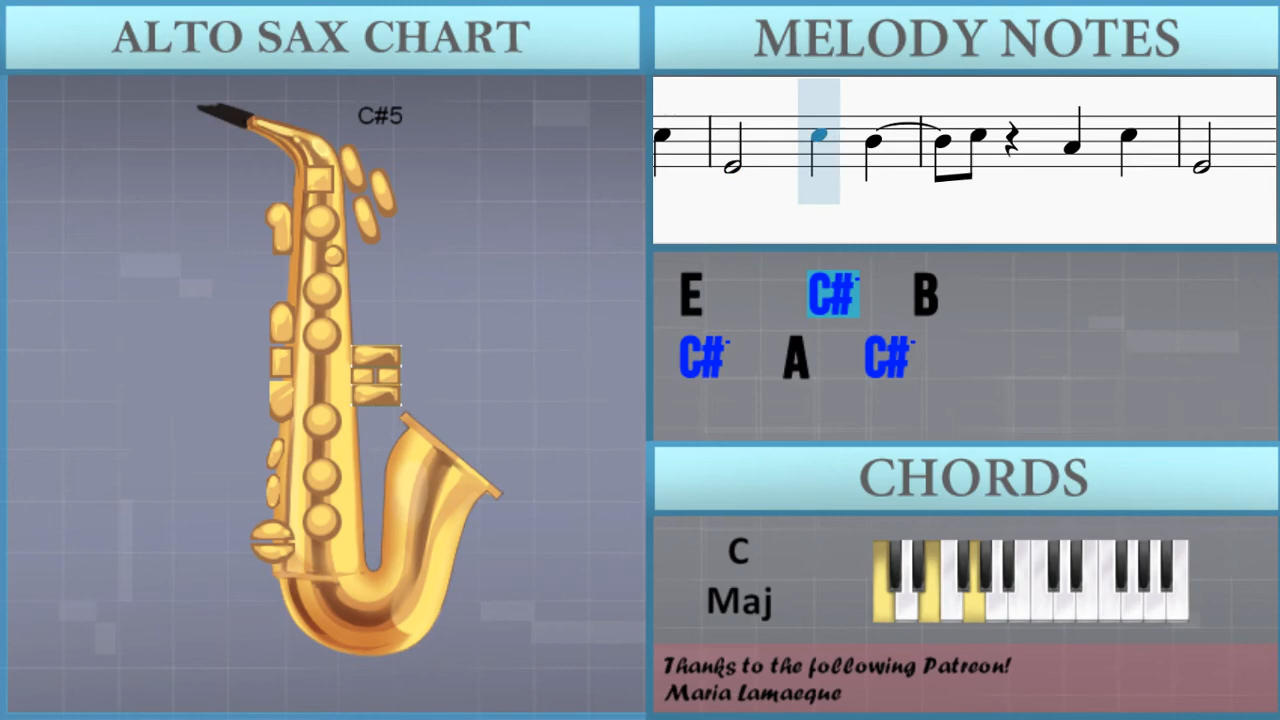 ALTO SAX CHART
C#5
MELODY NOTES
E C#- B
C#- A C#-
CHORDS
C
Maj
Thanks to the following Patreon!
Maria Lamaeque